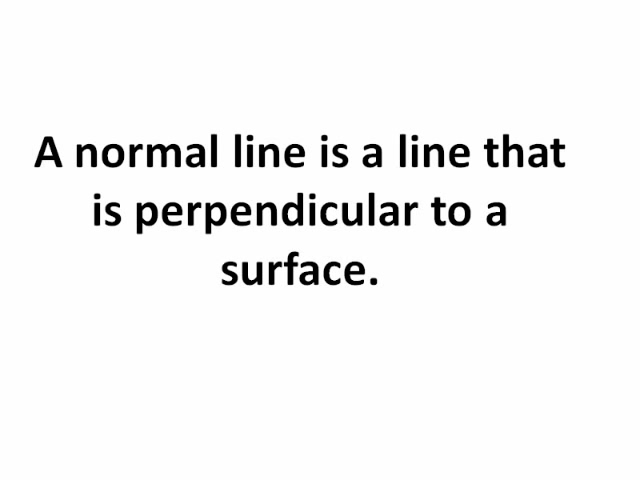 A normal line is a line that
is perpendicular to a
surface.